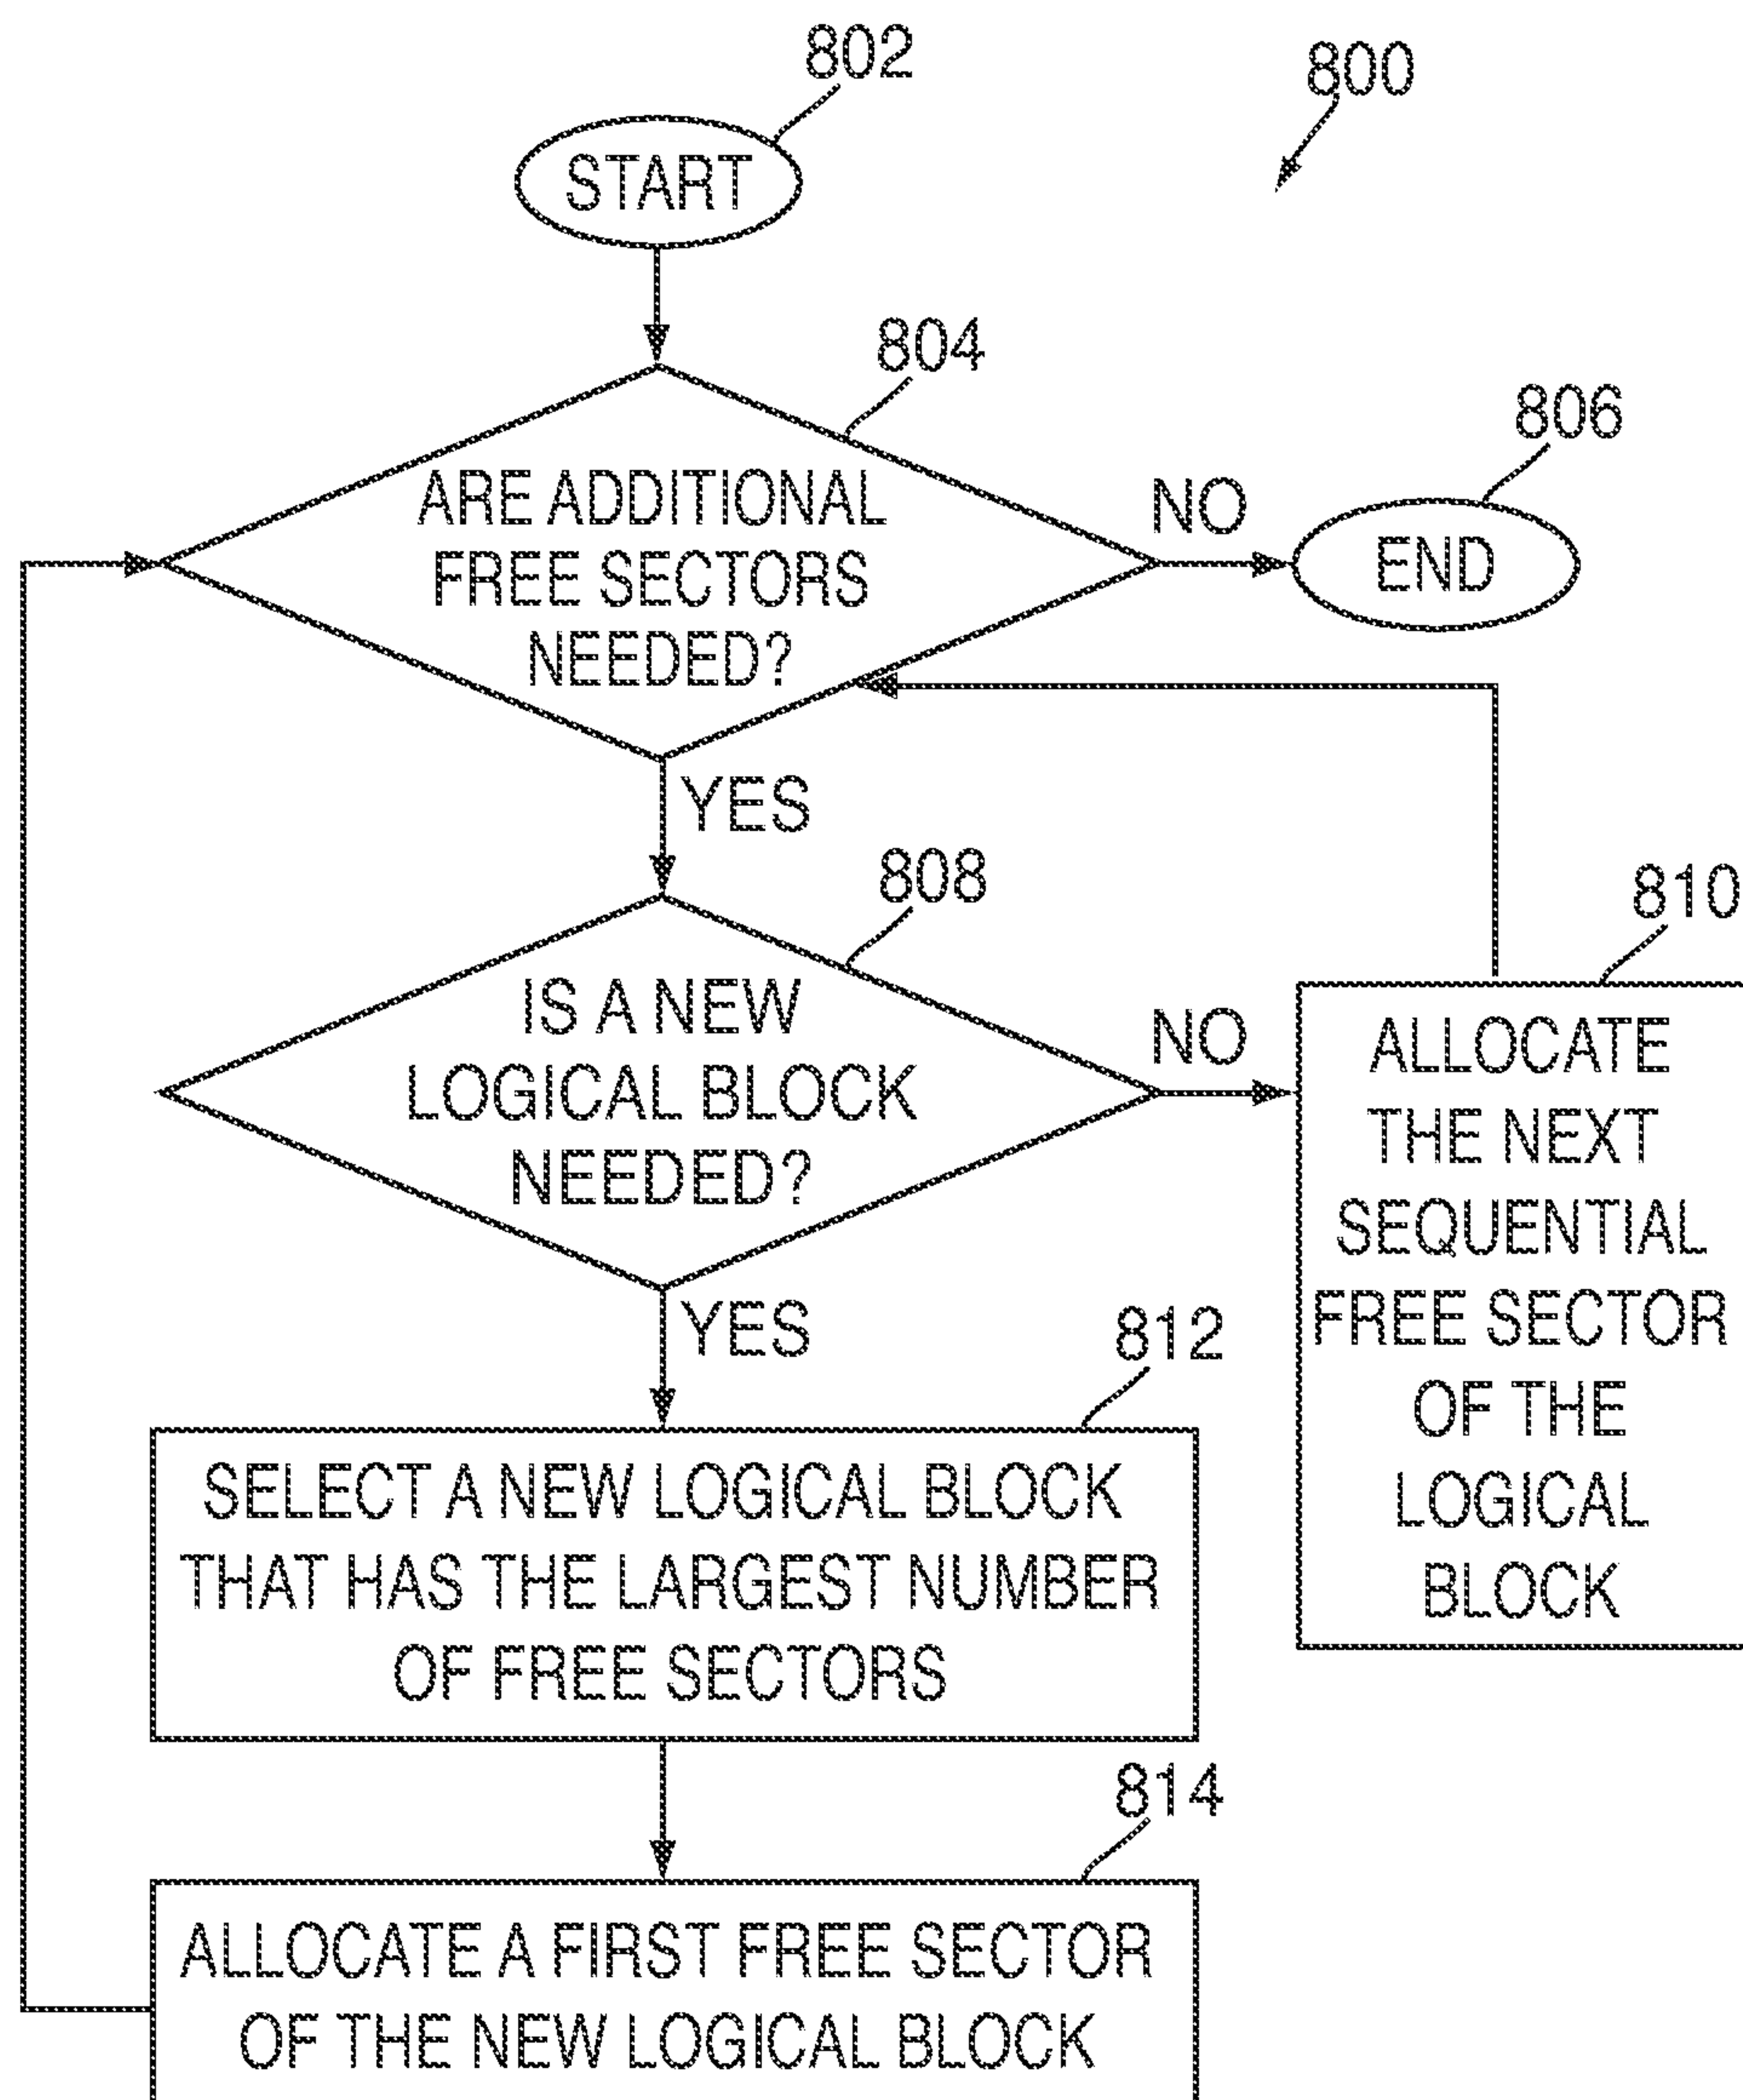 802
800
START
804
806
ARE ADDITIONAL
FREE SECTORS
NEEDED?
NO
END
YES
808
810
IS A NEW
LOGICAL BLOCK
NEEDED?
NO
ALLOCATE
THE NEXT
SEQUENTIAL
FREE SECTOR
OF THE
LOGICAL
BLOCK
YES
812
SELECT A NEW LOGICAL BLOCK
THAT HAS THE LARGEST NUMBER
OF FREE SECTORS
814
ALLOCATE A FIRST FREE SECTOR
OF THE NEW LOGICAL BLOCK